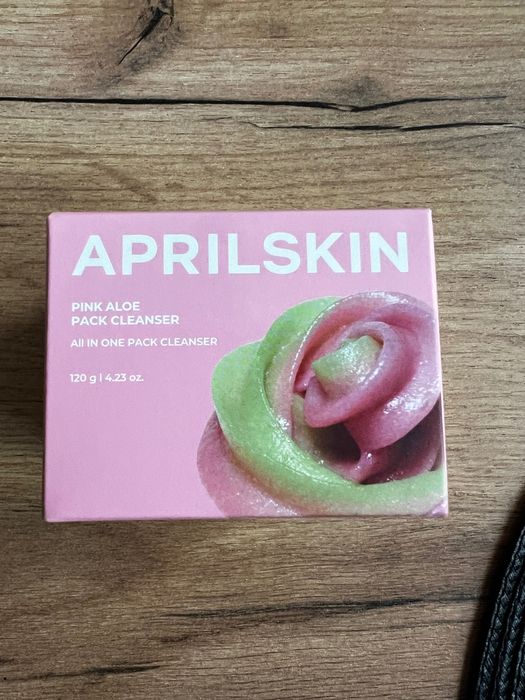 APRILSKIN
PINK ALOE
PACK CLEANSER
All IN ONE PACK CLEANSER
120 g | 4.23 oz.